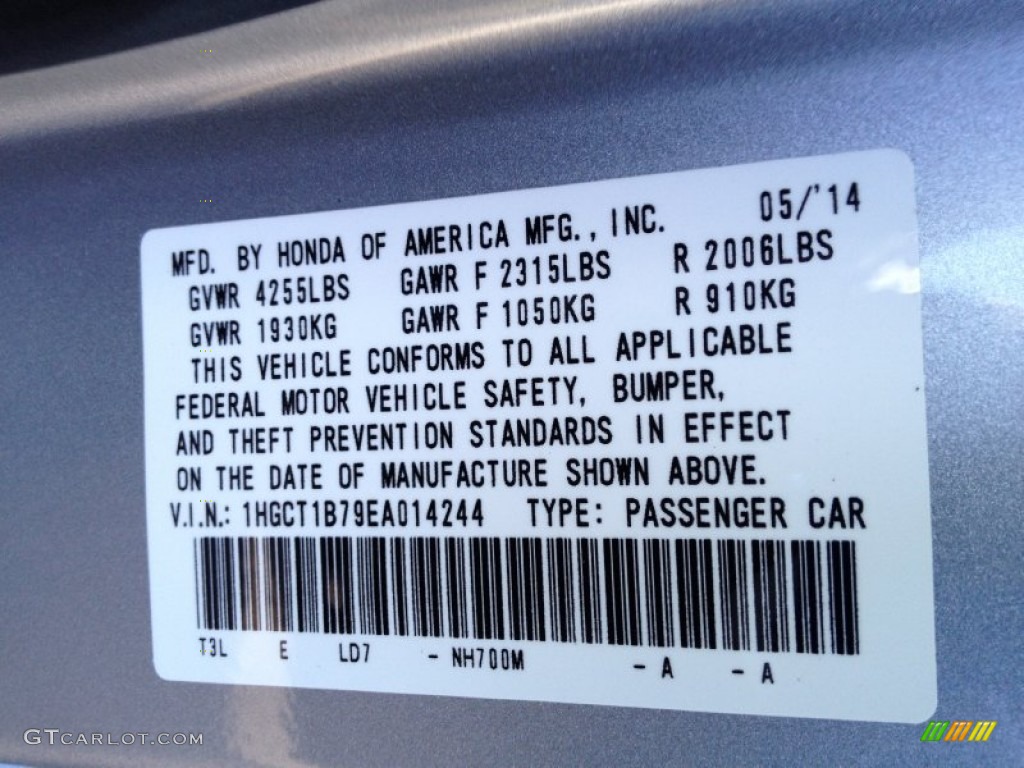 MFD. BY HONDA OF AMERICA MFG., INC. 05/'14
GVWR 4255LBS GAWR F 2315LBS R 2006LBS
GVWR 1930KG GAWR F 1050KG R 910KG
THIS VEHICLE CONFORMS TO ALL APPLICABLE
FEDERAL MOTOR VEHICLE SAFETY, BUMPER,
AND THEFT PREVENTION STANDARDS IN EFFECT
ON THE DATE OF MANUFACTURE SHOWN ABOVE.
V.I.N.: 1HGCT1B79EA014244 TYPE: PASSENGER CAR
T3L E LD7 - NH700M - A - A
GTCARLOT.COM